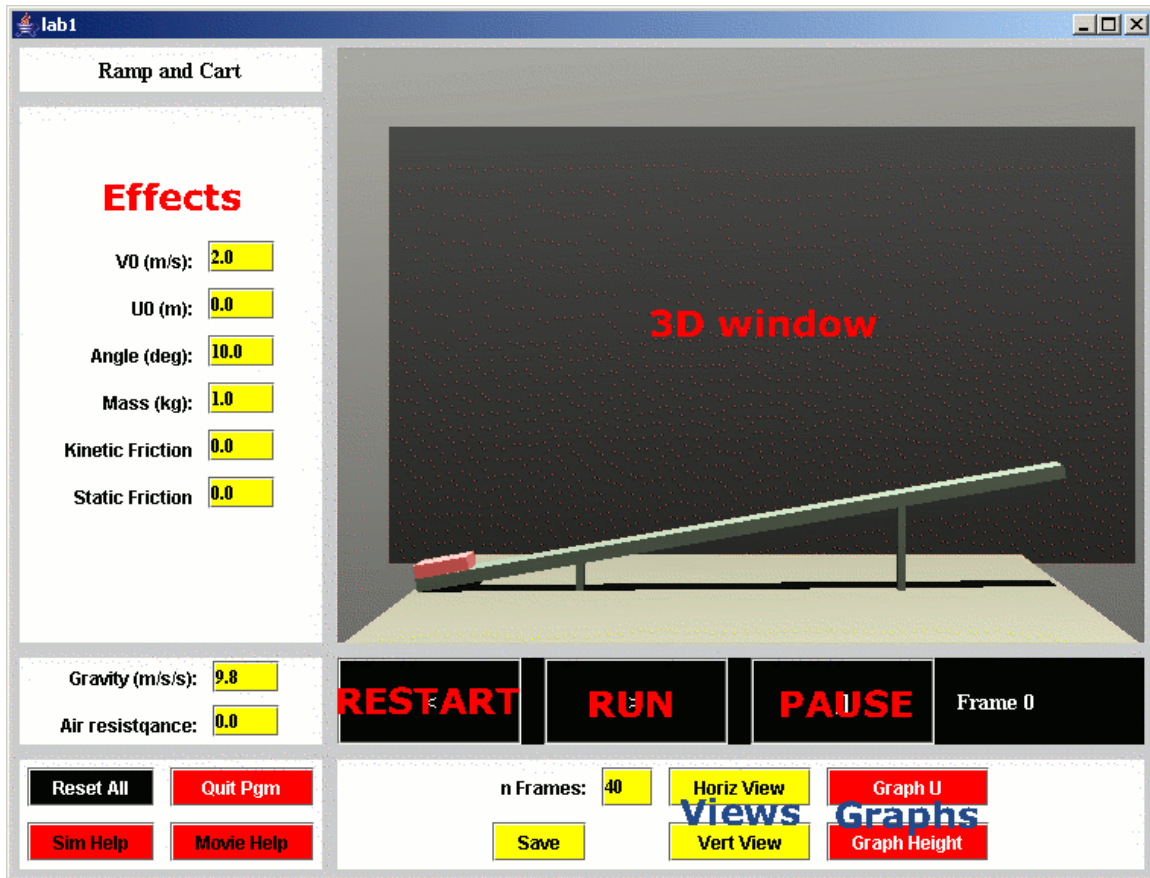 lab1
Ramp and Cart
Effects
V0 (m/s): 2.0
U0 (m): 0.0
Angle (deg): 10.0
Mass (kg): 1.0
Kinetic Friction 0.0
Static Friction 0.0
3D window
Gravity (m/s/s): 9.8
Air resistqance: 0.0
RESTART RUN PAUSE Frame 0
Reset All Quit Pgm
Sim Help Movie Help
n Frames: 40 Horiz View Graph U
Views Graphs
Save Vert View Graph Height